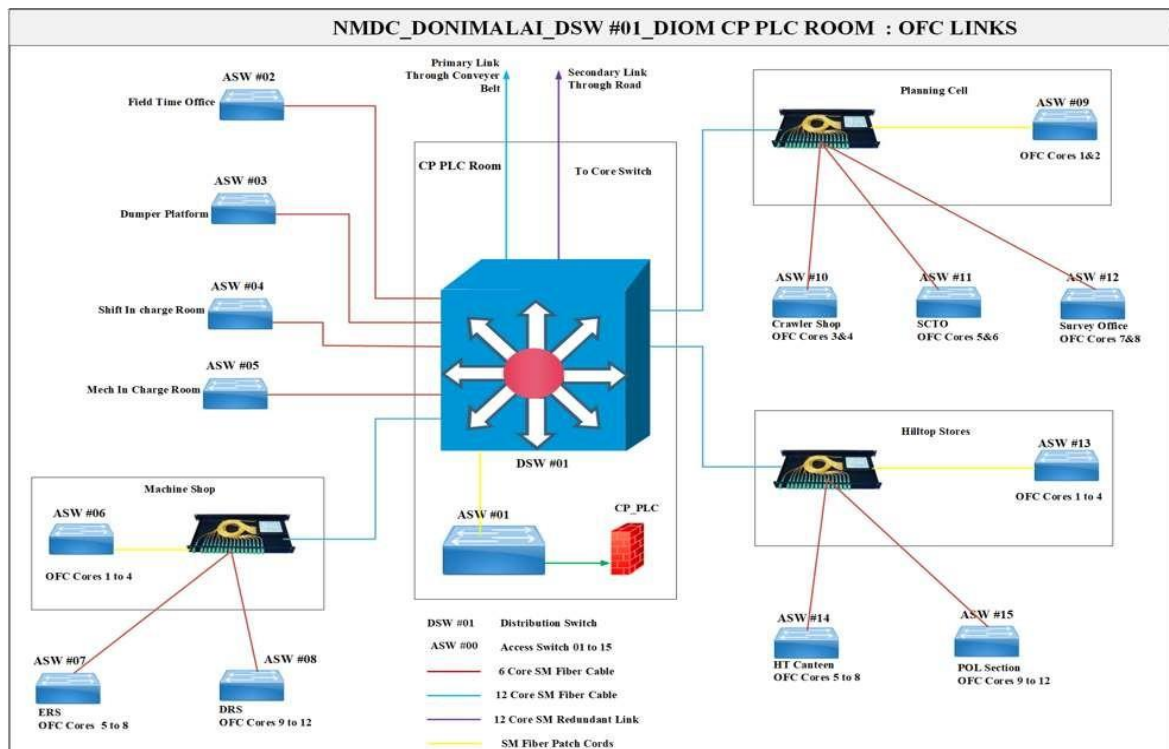 NMDC_DONIMALAI_DSW #01_DIOM CP PLC ROOM : OFC LINKS
Primary Link
Through Conveyer
Belt
Secondary Link
Through Road
ASW #02
Field Time Office
ASW #03
Dumper Platform
ASW #04
Shift In charge Room
ASW #05
Mech In Charge Room
CP PLC Room
To Core Switch
DSW #01
ASW #01
CP_PLC
Planning Cell
ASW #09
OFC Cores 1&2
ASW #10
Crawler Shop
OFC Cores 3&4
ASW #11
SCTO
OFC Cores 5&6
ASW #12
Survey Office
OFC Cores 7&8
Hilltop Stores
ASW #13
OFC Cores 1 to 4
ASW #14
HT Canteen
OFC Cores 5 to 8
ASW #15
POL Section
OFC Cores 9 to 12
Machine Shop
ASW #06
OFC Cores 1 to 4
ASW #07
ERS
OFC Cores 5 to 8
ASW #08
DRS
OFC Cores 9 to 12
DSW #01 Distribution Switch
ASW #00 Access Switch 01 to 15
6 Core SM Fiber Cable
12 Core SM Fiber Cable
12 Core SM Redundant Link
SM Fiber Patch Cords